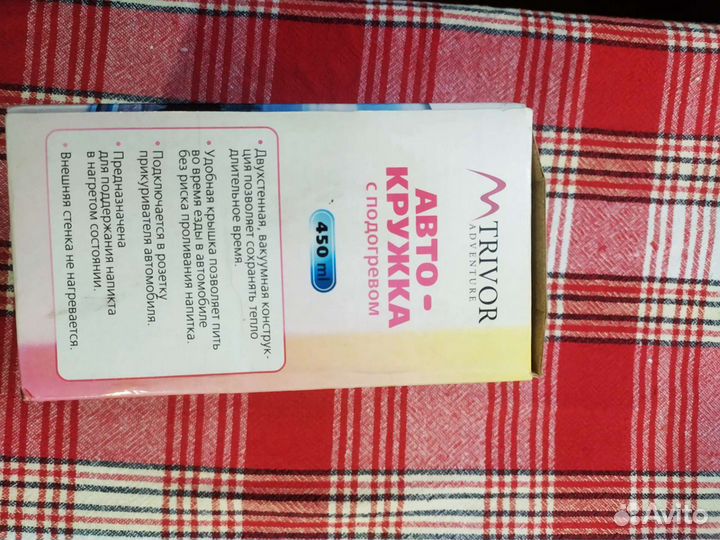 TRIVOR
ADVENTURE
АВТО -
КРУЖКА
с подогревом
450 ml
• Двухстенная, вакуумная конструк-
ция позволяет сохранять тепло
длительное время.
• Удобная крышка позволяет пить
во время езды в автомобиле
без риска проливания напитка.
• Подключается в розетку
прикуривателя автомобиля.
• Предназначена
для поддержания напикта
в нагретом состоянии.
• Внешняя стенка не нагревается.
Avito